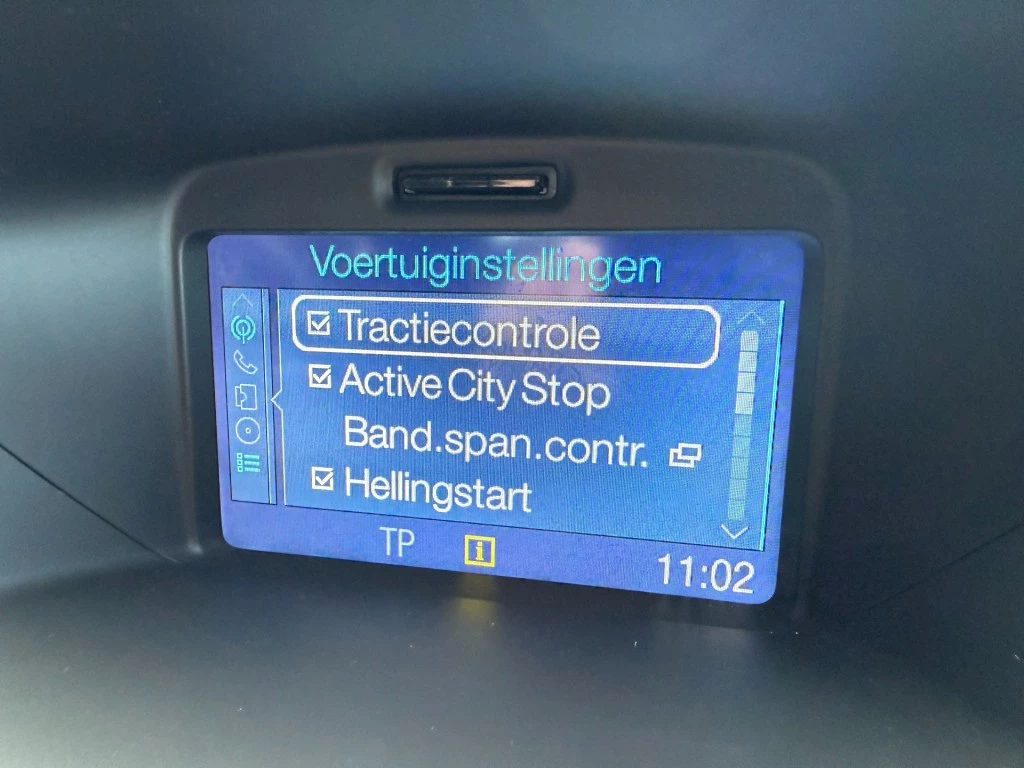 Voertuiginstellingen
Tractiecontrole
Active City Stop
Band.span.contr.
Hellingstart
TP i 11:02